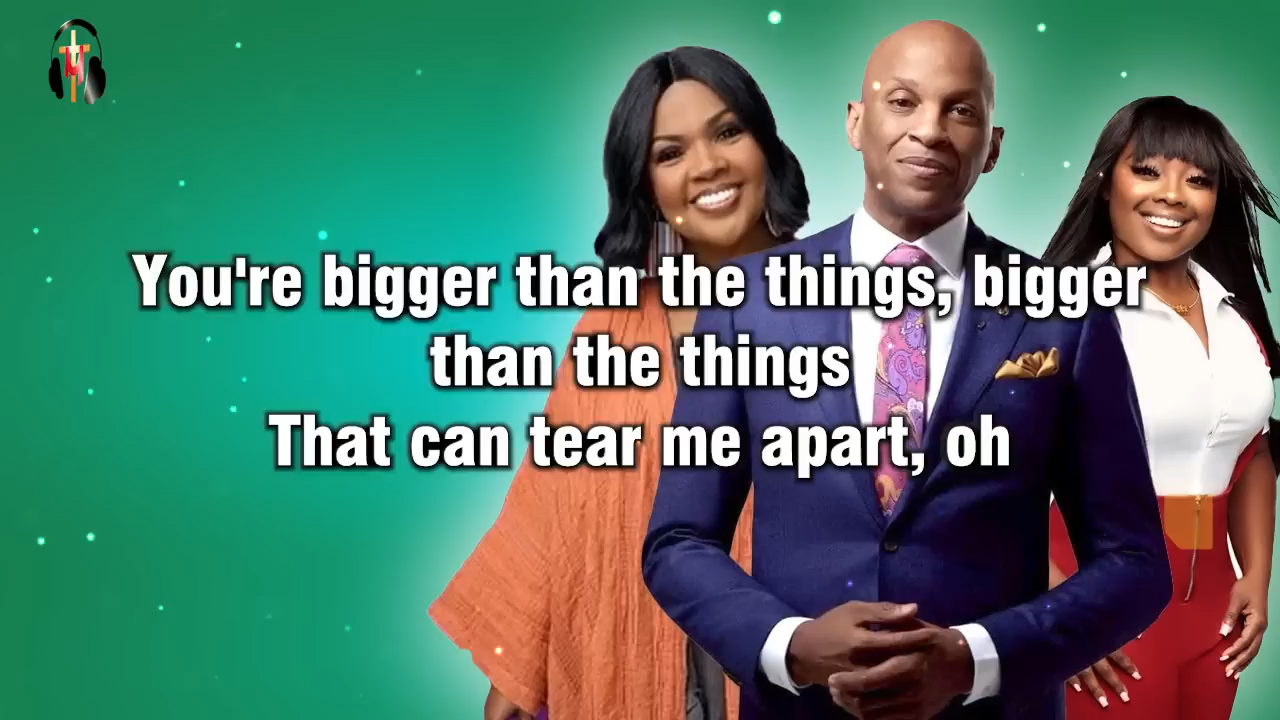 You're bigger than the things, bigger
than the things
That can tear me apart, oh